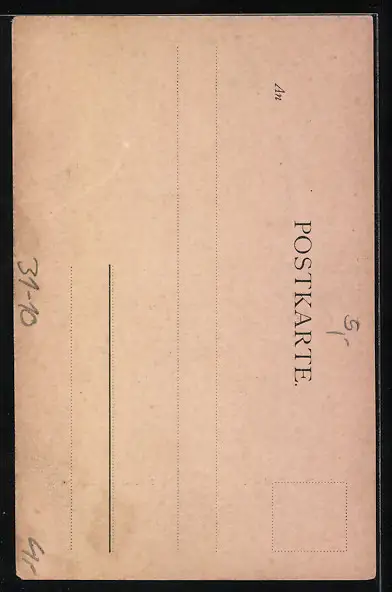 5,-
POSTKARTE.
An
31-10
4,-